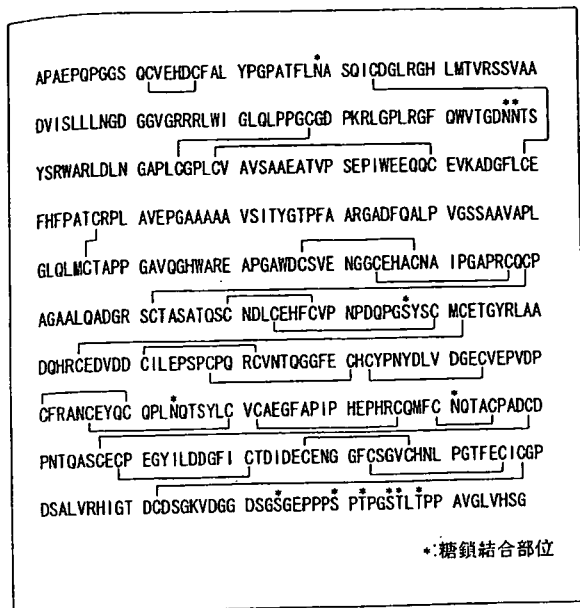 APAEPQPGGS QCVEHDCFAL YPGPATFLNA SQICDGLRGH LMTVRSSVAA
DVISLLLNGD GGVGRRRLWI GLQLPPGCGD PKRLGPLRGF QWVTGDNNTS
YSRWARLDLN GAPLCGPLCV AVSAAEATVP SEPIWEEQQC EVKADGFLCE
FHFPATCRPL AVEPGAAAAA VSITYGTPFA ARGADFQALP VGSSAAVAPL
GLQLMCTAPP GAVQGHWARE APGAWDCSVE NGGCEHACNA IPGAPRCQCP
AGAALQADGRS CTASATQSC NDLCEHFCVP NPDQPGSYSC MCETGYRLAA
DQHRCEDVDD CILEPSPCPQ RCVNTQGGFE CHCYPNYDLV DGECVEPVDP
CFRANCEYQC QPLNQTSYLC VCAEGFAPIP HEPHRCQMFC NQTACPADCD
PNTQASCECP EGYILDDGFI CTDIDECENG GFCSGVCHNL PGTFECICGP
DSALVRHIGT DCDSGKVDGG DSGSGEPPPS PTPGSTLTPP AVGLVHSG
*:糖鎖結合部位